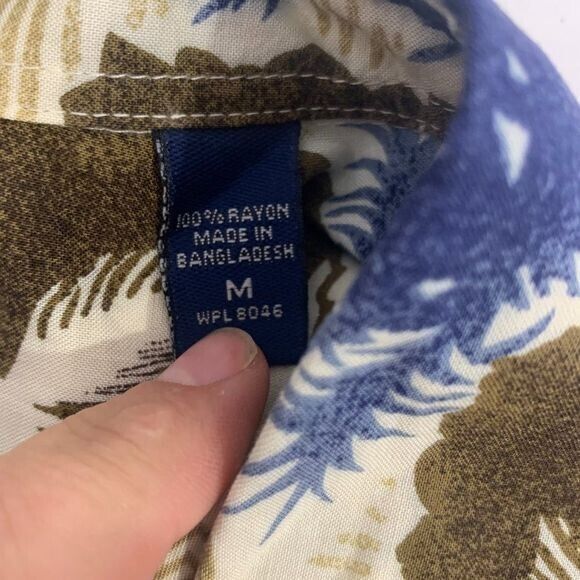 100% RAYON
MADE IN
BANGLADESH
M
WPL 8046